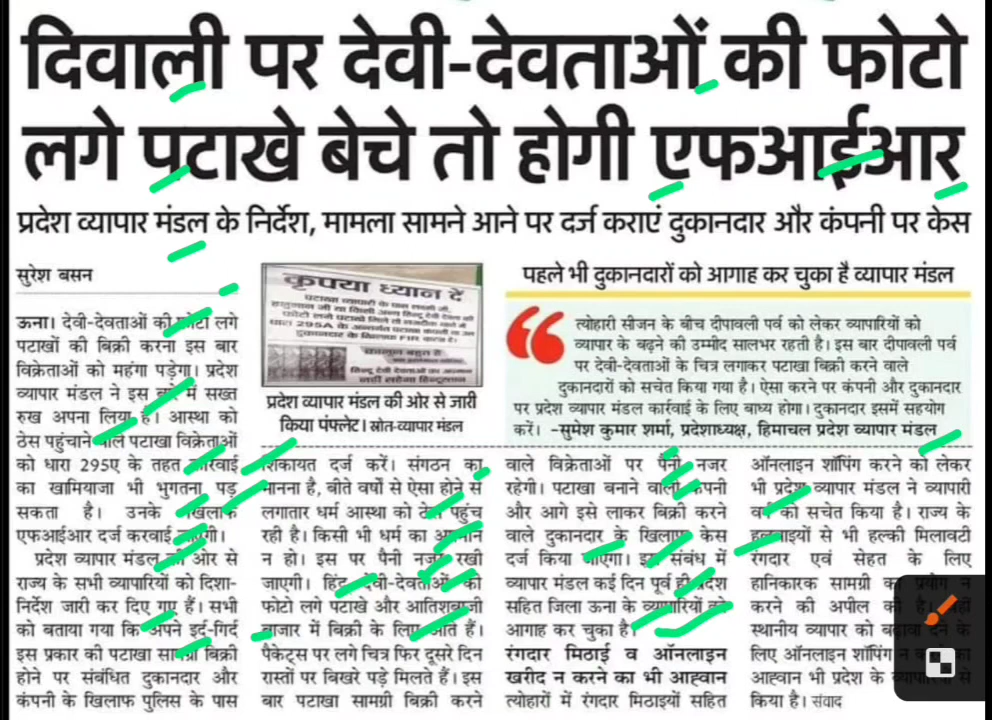 दिवाली पर देवी-देवताओं की फोटो
लगे पटाखे बेचे तो होगी एफआईआर
प्रदेश व्यापार मंडल के निर्देश, मामला सामने आने पर दर्ज कराएं दुकानदार और कंपनी पर केस
सुरेश बसन
ऊना। देवी-देवताओं की फोटो लगे
पटाखों की बिक्री करना इस बार
विक्रेताओं को महंगा पड़ेगा। प्रदेश
व्यापार मंडल ने इस बारे में सख्त
रुख अपना लिया है। आस्था को
ठेस पहुंचाने वाले पटाखा विक्रेताओं
को धारा 295ए के तहत कार्रवाई
का खामियाजा भी भुगतना पड़
सकता है। उनके खिलाफ
एफआईआर दर्ज करवाई जाएगी।
प्रदेश व्यापार मंडल की ओर से
राज्य के सभी व्यापारियों को दिशा-
निर्देश जारी कर दिए गए हैं। सभी
को बताया गया कि अपने इर्द-गिर्द
इस प्रकार की पटाखा सामग्री बिक्री
होने पर संबंधित दुकानदार और
कंपनी के खिलाफ पुलिस के पास
कृपया ध्यान दें
प्रदेश व्यापार मंडल की ओर से जारी
किया पंफ्लेट। स्रोत-व्यापार मंडल
शिकायत दर्ज करें। संगठन का
मानना है, बीते वर्षों से ऐसा होने से
लगातार धर्म आस्था को ठेस पहुंच
रही है। किसी भी धर्म का अपमान
न हो। इस पर पैनी नजर रखी
जाएगी। हिंदू देवी-देवताओं की
फोटो लगे पटाखे और आतिशबाजी
बाजार में बिक्री के लिए आते हैं।
पैकेट्स पर लगे चित्र फिर दूसरे दिन
रास्तों पर बिखरे पड़े मिलते हैं। इस
बार पटाखा सामग्री बिक्री करने
पहले भी दुकानदारों को आगाह कर चुका है व्यापार मंडल
त्योहारी सीजन के बीच दीपावली पर्व को लेकर व्यापारियों को
व्यापार के बढ़ने की उम्मीद सालभर रहती है। इस बार दीपावली पर्व
पर देवी-देवताओं के चित्र लगाकर पटाखा बिक्री करने वाले
दुकानदारों को सचेत किया गया है। ऐसा करने पर कंपनी और दुकानदार
पर प्रदेश व्यापार मंडल कार्रवाई के लिए बाध्य होगा। दुकानदार इसमें सहयोग
करें। -सुमेश कुमार शर्मा, प्रदेशाध्यक्ष, हिमाचल प्रदेश व्यापार मंडल
वाले विक्रेताओं पर पैनी नजर
रहेगी। पटाखा बनाने वाली कंपनी
और आगे इसे लाकर बिक्री करने
वाले दुकानदार के खिलाफ केस
दर्ज किया जाएगा। इस संबंध में
व्यापार मंडल कई दिन पूर्व ही प्रदेश
सहित जिला ऊना के व्यापारियों को
आगाह कर चुका है।
रंगदार मिठाई व ऑनलाइन
खरीद न करने का भी आह्वान
त्योहारों में रंगदार मिठाइयों सहित
ऑनलाइन शॉपिंग करने को लेकर
भी प्रदेश व्यापार मंडल ने व्यापारी
वर्ग को सचेत किया है। राज्य के
हलवाइयों से भी हल्की मिलावटी
रंगदार एवं सेहत के लिए
हानिकारक सामग्री का प्रयोग न
करने की अपील की है। वहीं
स्थानीय व्यापार को बढ़ावा देने के
लिए ऑनलाइन शॉपिंग न करने का
आह्वान भी प्रदेश के व्यापारियों से
किया है। संवाद